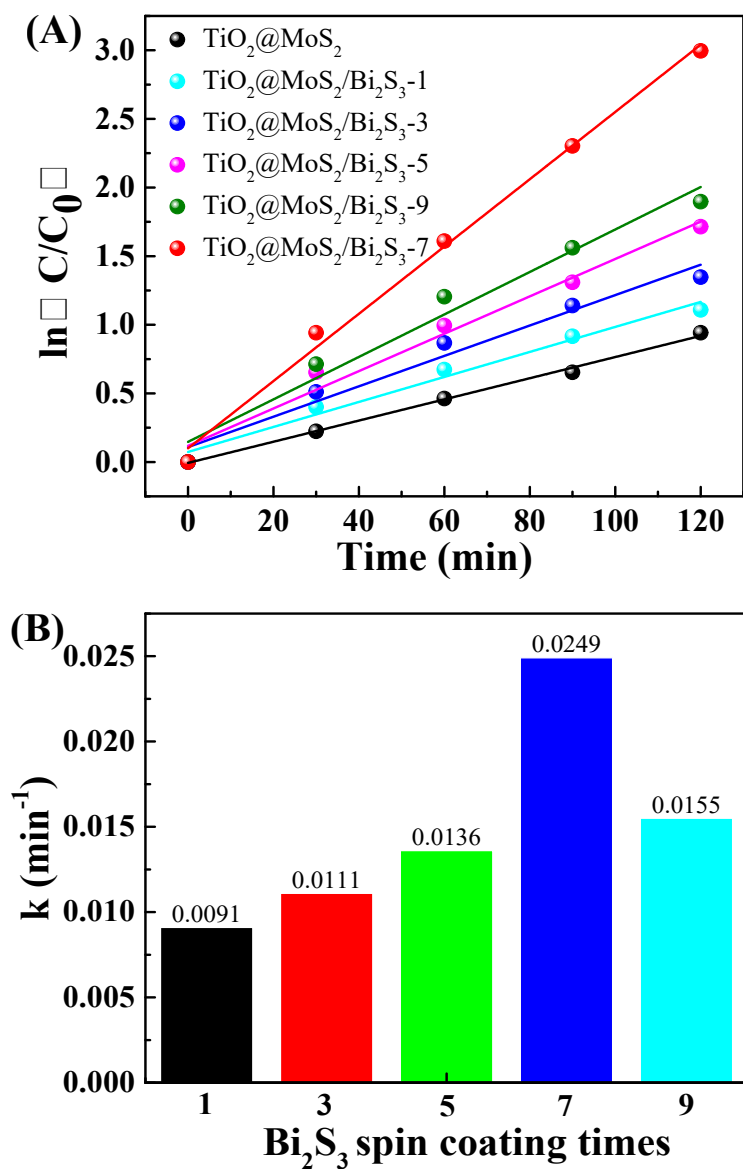 (A)
TiO₂@MoS₂
TiO₂@MoS₂/Bi₂S₃-1
TiO₂@MoS₂/Bi₂S₃-3
TiO₂@MoS₂/Bi₂S₃-5
TiO₂@MoS₂/Bi₂S₃-9
TiO₂@MoS₂/Bi₂S₃-7
3.0
2.5
2.0
1.5
1.0
0.5
0.0
ln□ C/C₀□
0 20 40 60 80 100 120
Time (min)
(B)
0.025
0.020
0.015
0.010
0.005
0.000
k (min⁻¹)
0.0091
0.0111
0.0136
0.0249
0.0155
1 3 5 7 9
Bi₂S₃ spin coating times